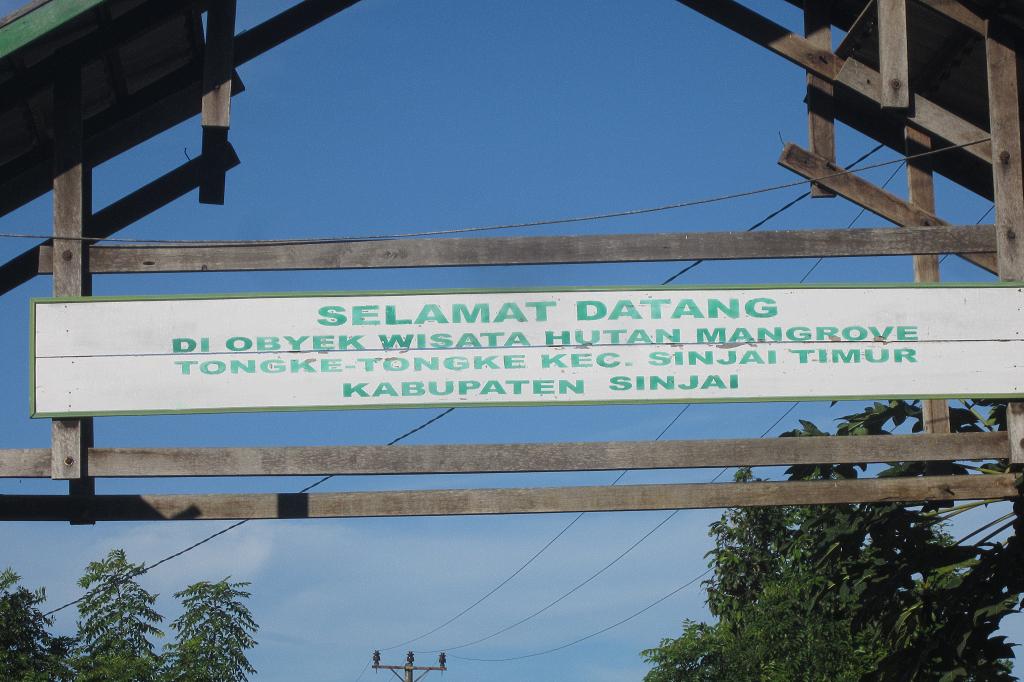 SELAMAT DATANG
DI OBYEK WISATA HUTAN MANGROVE
TONGKE-TONGKE KEC. SINJAI TIMUR
KABUPATEN SINJAI